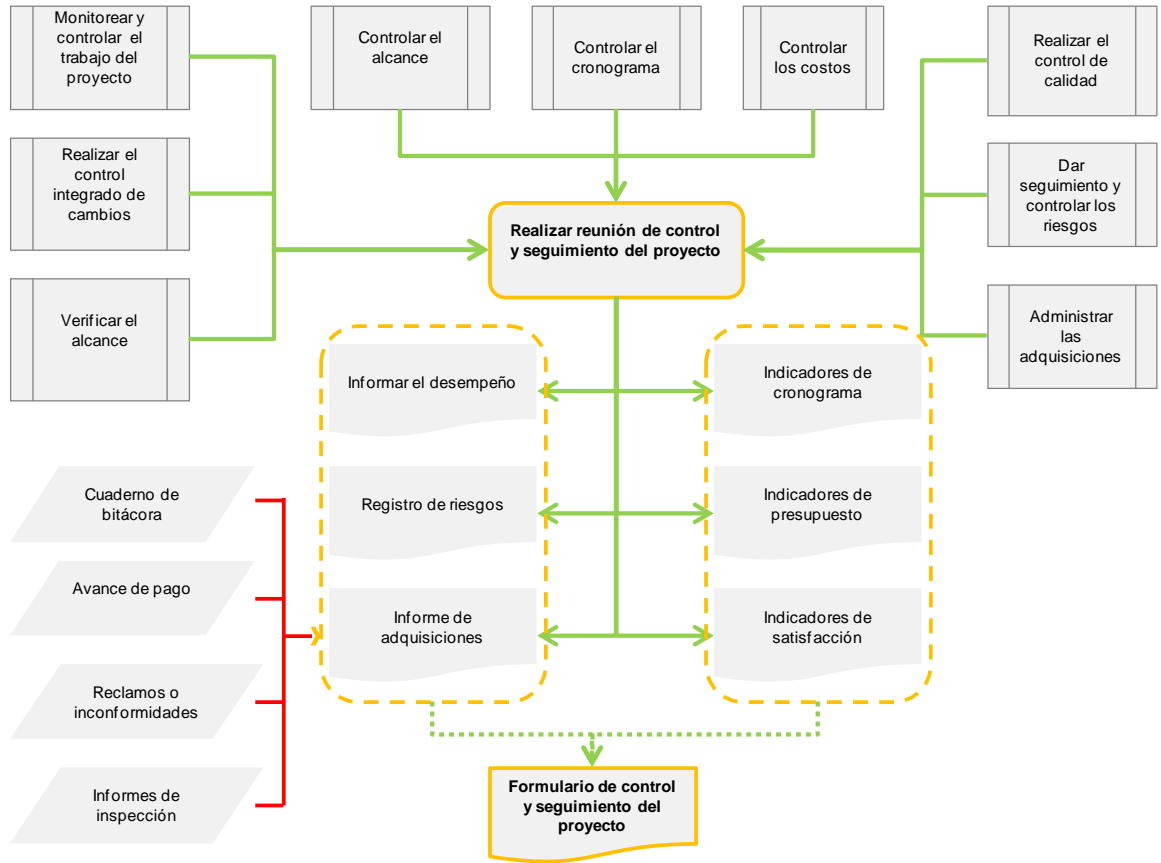 Monitorear y
controlar el
trabajo del
proyecto
Controlar el
alcance
Controlar el
cronograma
Controlar
los costos
Realizar el
control de
calidad
Realizar el
control
integrado de
cambios
Dar
seguimiento y
controlar los
riesgos
Realizar reunión de control
y seguimiento del proyecto
Verificar el
alcance
Administrar
las
adquisiciones
Informar el desempeño
Indicadores de
cronograma
Cuaderno de
bitácora
Registro de riesgos
Indicadores de
presupuesto
Avance de pago
Informe de
adquisiciones
Indicadores de
satisfacción
Reclamos o
inconformidades
Informes de
inspección
Formulario de control
y seguimiento del
proyecto